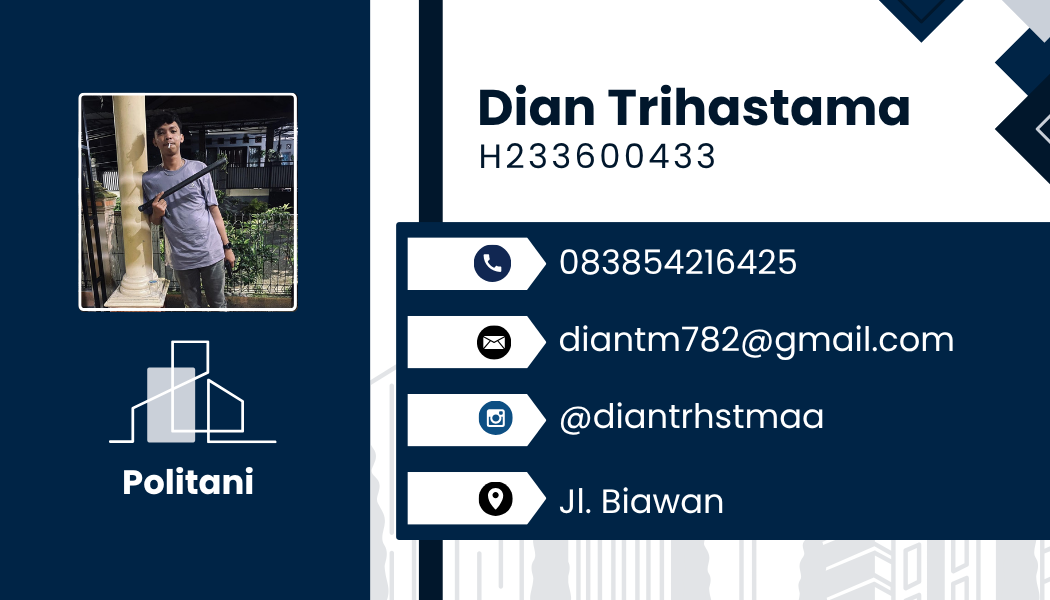 Dian Trihastama
H233600433
083854216425
diantm782@gmail.com
@diantrhstmaa
Jl. Biawan
Politani